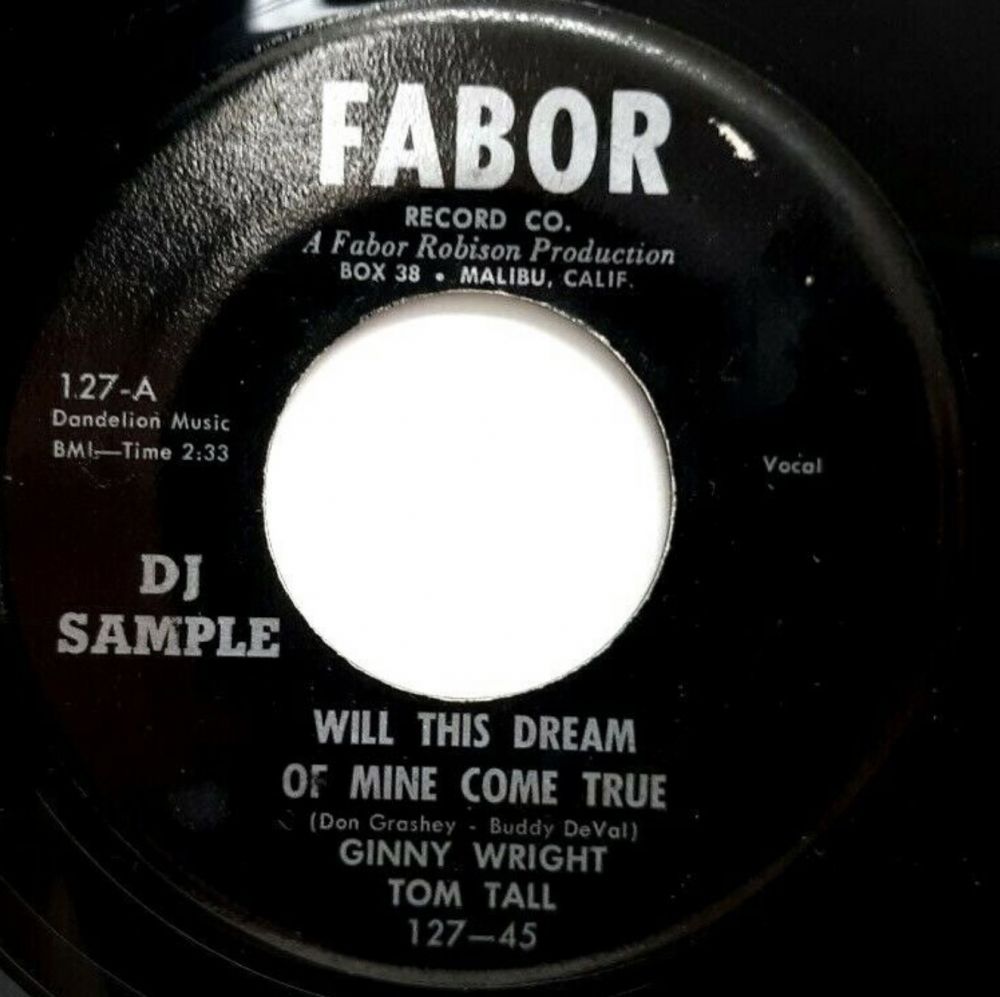 FABOR
RECORD CO.
A Fabor Robison Production
BOX 38 • MALIBU, CALIF.
127-A
Dandelion Music
BMI—Time 2:33
Vocal
DJ
SAMPLE
WILL THIS DREAM
OF MINE COME TRUE
(Don Grashey - Buddy DeVal)
GINNY WRIGHT
TOM TALL
127—45